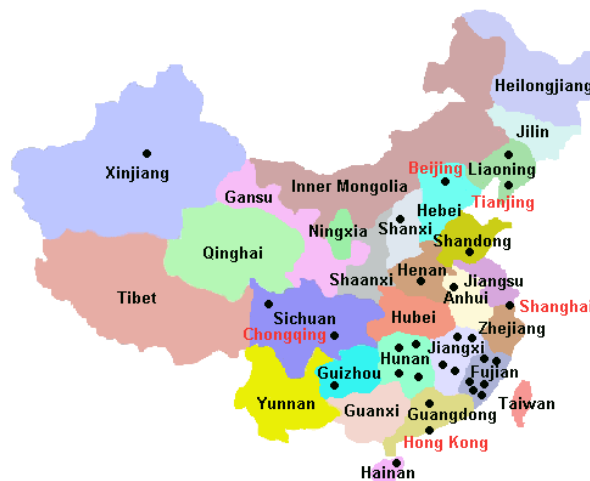 Heilongjiang
Jilin
Beijing
Liaoning
Xinjiang
Inner Mongolia
Gansu
Tianjing
Hebei
Ningxia
Shanxi
Shandong
Qinghai
Henan
Shaanxi
Jiangsu
Tibet
Anhui
Shanghai
Sichuan
Hubei
Chongqing
Zhejiang
Jiangxi
Hunan
Guizhou
Fujian
Yunnan
Taiwan
Guanxi
Guangdong
Hong Kong
Hainan